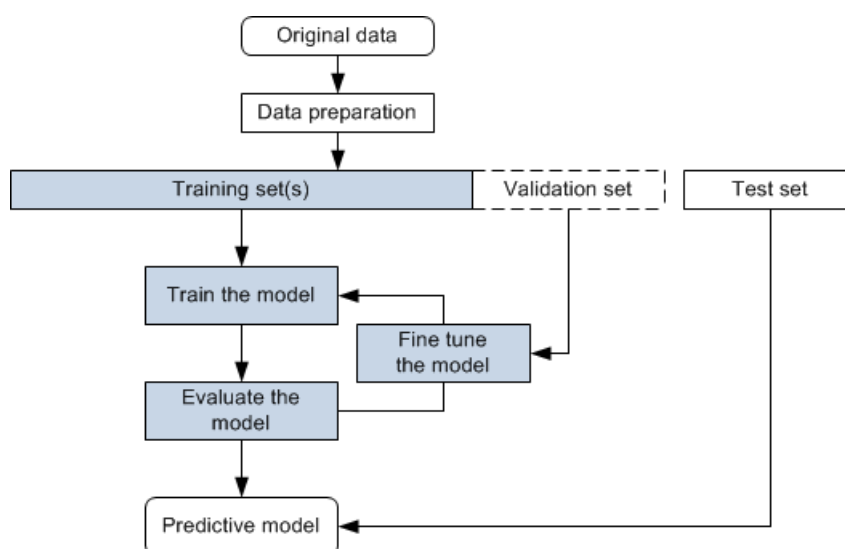 Original data
Data preparation
Training set(s)
Validation set
Test set
Train the model
Fine tune
the model
Evaluate the
model
Predictive model